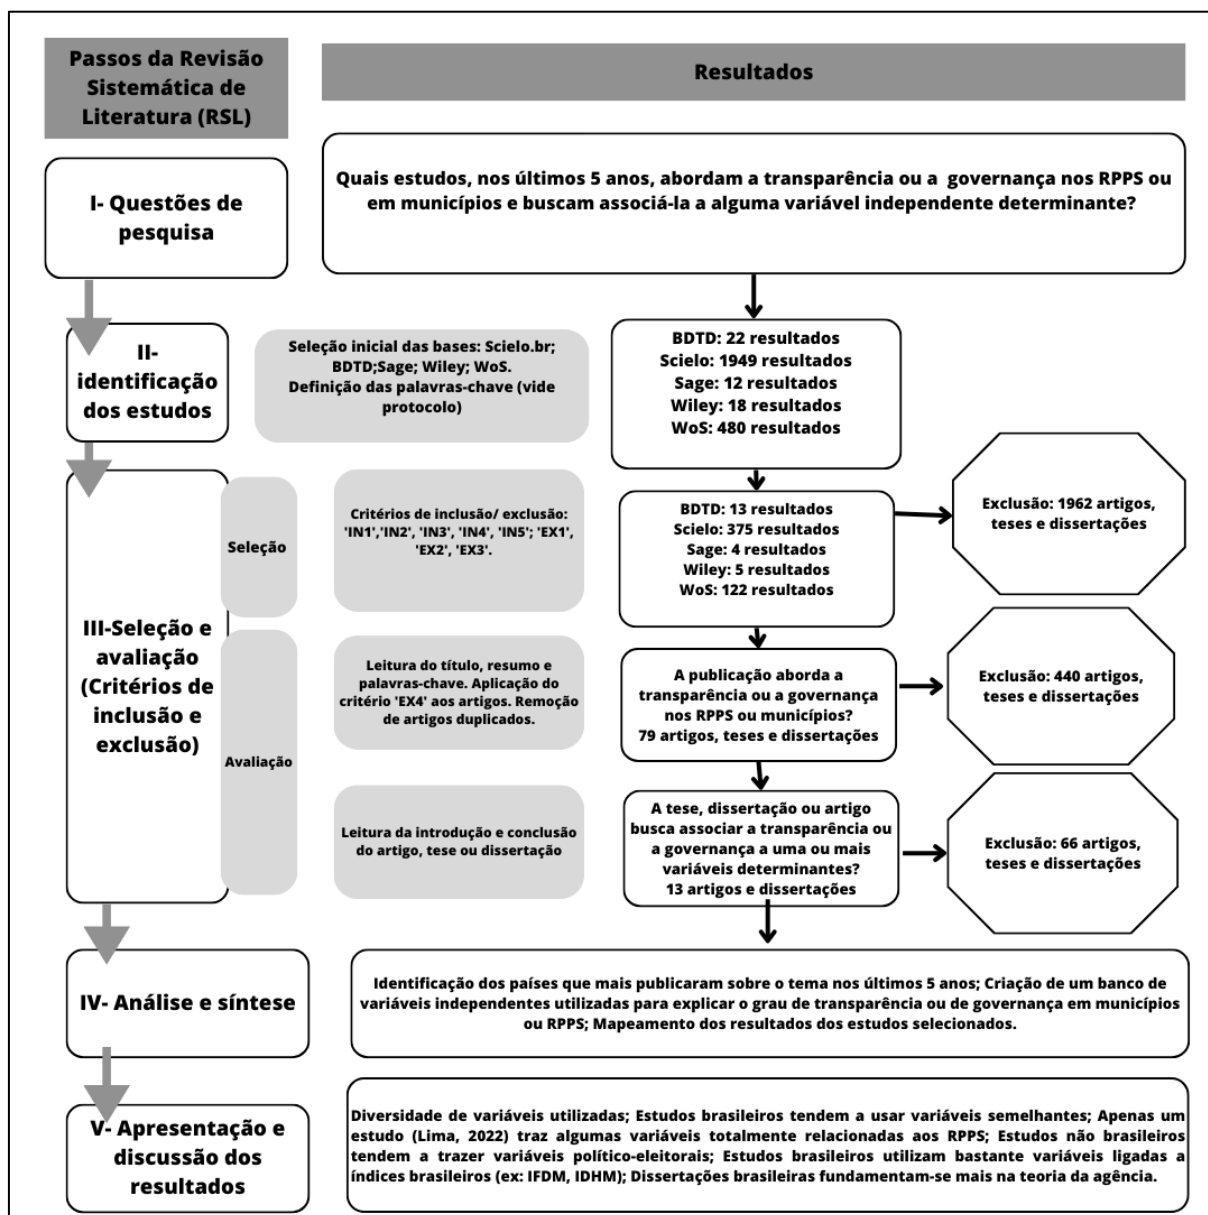 Passos da Revisão
Sistemática de
Literatura (RSL)
Resultados
I- Questões de
pesquisa
Quais estudos, nos últimos 5 anos, abordam a transparência ou a governança nos RPPS ou
em municípios e buscam associá-la a alguma variável independente determinante?
II-
identificação
dos estudos
Seleção inicial das bases: Scielo.br;
BDTD;Sage; Wiley; WoS.
Definição das palavras-chave (vide
protocolo)
BDTD: 22 resultados
Scielo: 1949 resultados
Sage: 12 resultados
Wiley: 18 resultados
WoS: 480 resultados
III-Seleção e
avaliação
(Critérios de
inclusão e
exclusão)
Seleção
Critérios de inclusão/ exclusão:
'IN1','IN2', 'IN3', 'IN4', 'IN5'; 'EX1',
'EX2', 'EX3'.
BDTD: 13 resultados
Scielo: 375 resultados
Sage: 4 resultados
Wiley: 5 resultados
WoS: 122 resultados
Exclusão: 1962 artigos,
teses e dissertações
Avaliação
Leitura do título, resumo e
palavras-chave. Aplicação do
critério 'EX4' aos artigos. Remoção
de artigos duplicados.
A publicação aborda a
transparência ou a governança
nos RPPS ou municípios?
79 artigos, teses e dissertações
Exclusão: 440 artigos,
teses e dissertações
Leitura da introdução e conclusão
do artigo, tese ou dissertação
A tese, dissertação ou artigo
busca associar a transparência ou
a governança a uma ou mais
variáveis determinantes?
13 artigos e dissertações
Exclusão: 66 artigos,
teses e dissertações
IV- Análise e síntese
Identificação dos países que mais publicaram sobre o tema nos últimos 5 anos; Criação de um banco de
variáveis independentes utilizadas para explicar o grau de transparência ou de governança em municípios
ou RPPS; Mapeamento dos resultados dos estudos selecionados.
V- Apresentação e
discussão dos
resultados
Diversidade de variáveis utilizadas; Estudos brasileiros tendem a usar variáveis semelhantes; Apenas um
estudo (Lima, 2022) traz algumas variáveis totalmente relacionadas aos RPPS; Estudos não brasileiros
tendem a trazer variáveis político-eleitorais; Estudos brasileiros utilizam bastante variáveis ligadas a
índices brasileiros (ex: IFDM, IDHM); Dissertações brasileiras fundamentam-se mais na teoria da agência.